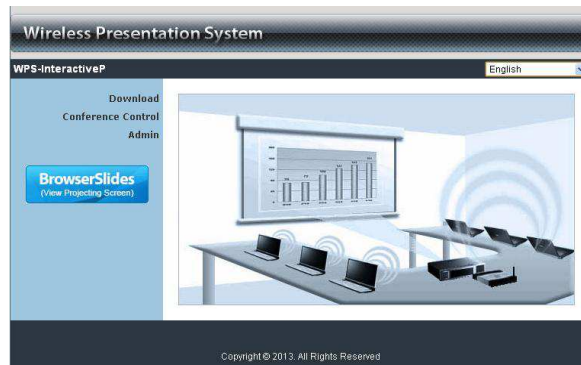 Wireless Presentation System
WPS-InteractiveP
English
Download
Conference Control
Admin
BrowserSlides
(View Projecting Screen)
Copyright © 2013. All Rights Reserved